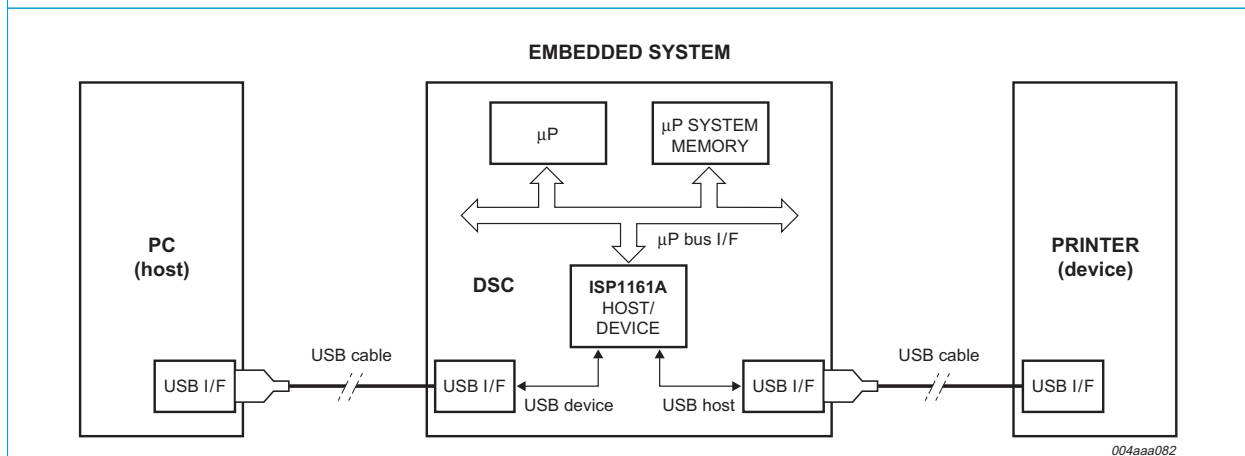 EMBEDDED SYSTEM
μP
μP SYSTEM
MEMORY
μP bus I/F
PC
(host)
DSC
ISP1161A
HOST/
DEVICE
PRINTER
(device)
USB cable
USB cable
USB I/F
USB I/F
USB device
USB host
USB I/F
USB I/F
004aaa082